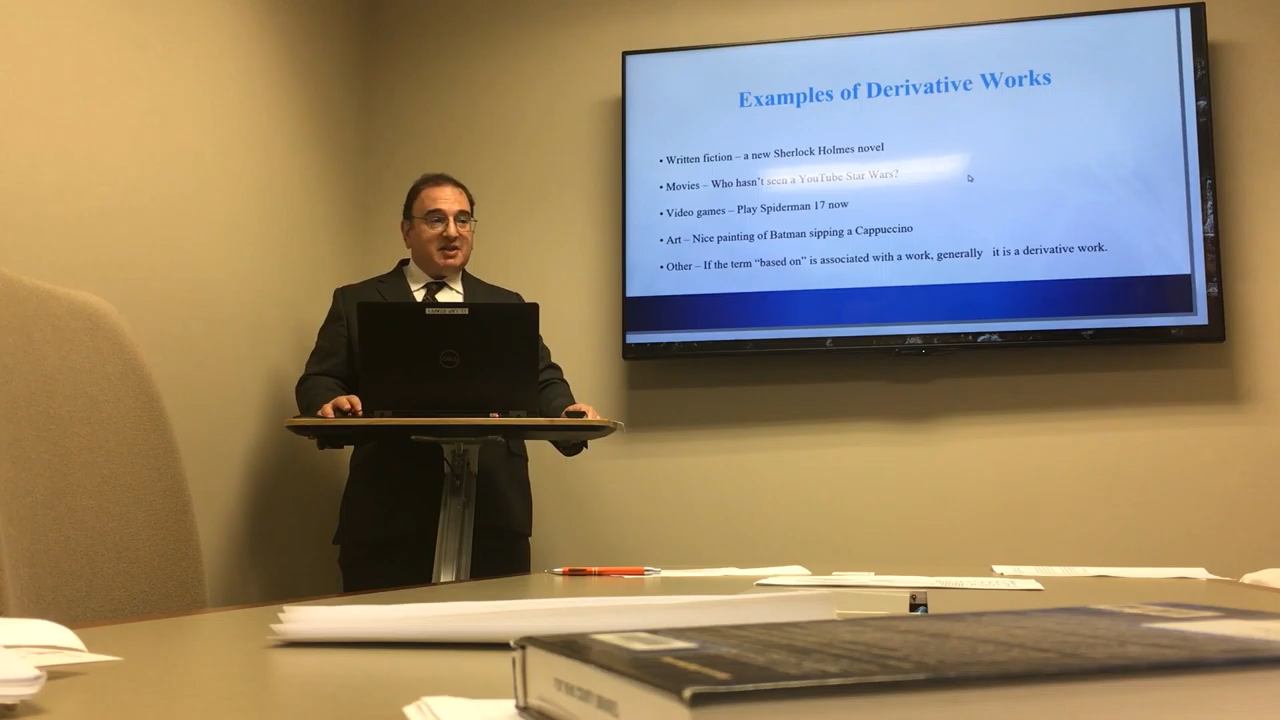 Examples of Derivative Works
• Written fiction – a new Sherlock Holmes novel
• Movies – Who hasn't seen a YouTube Star Wars?
• Video games – Play Spiderman 17 now
• Art – Nice painting of Batman sipping a Cappuccino
• Other – If the term “based on” is associated with a work, generally it is a derivative work.
DELL